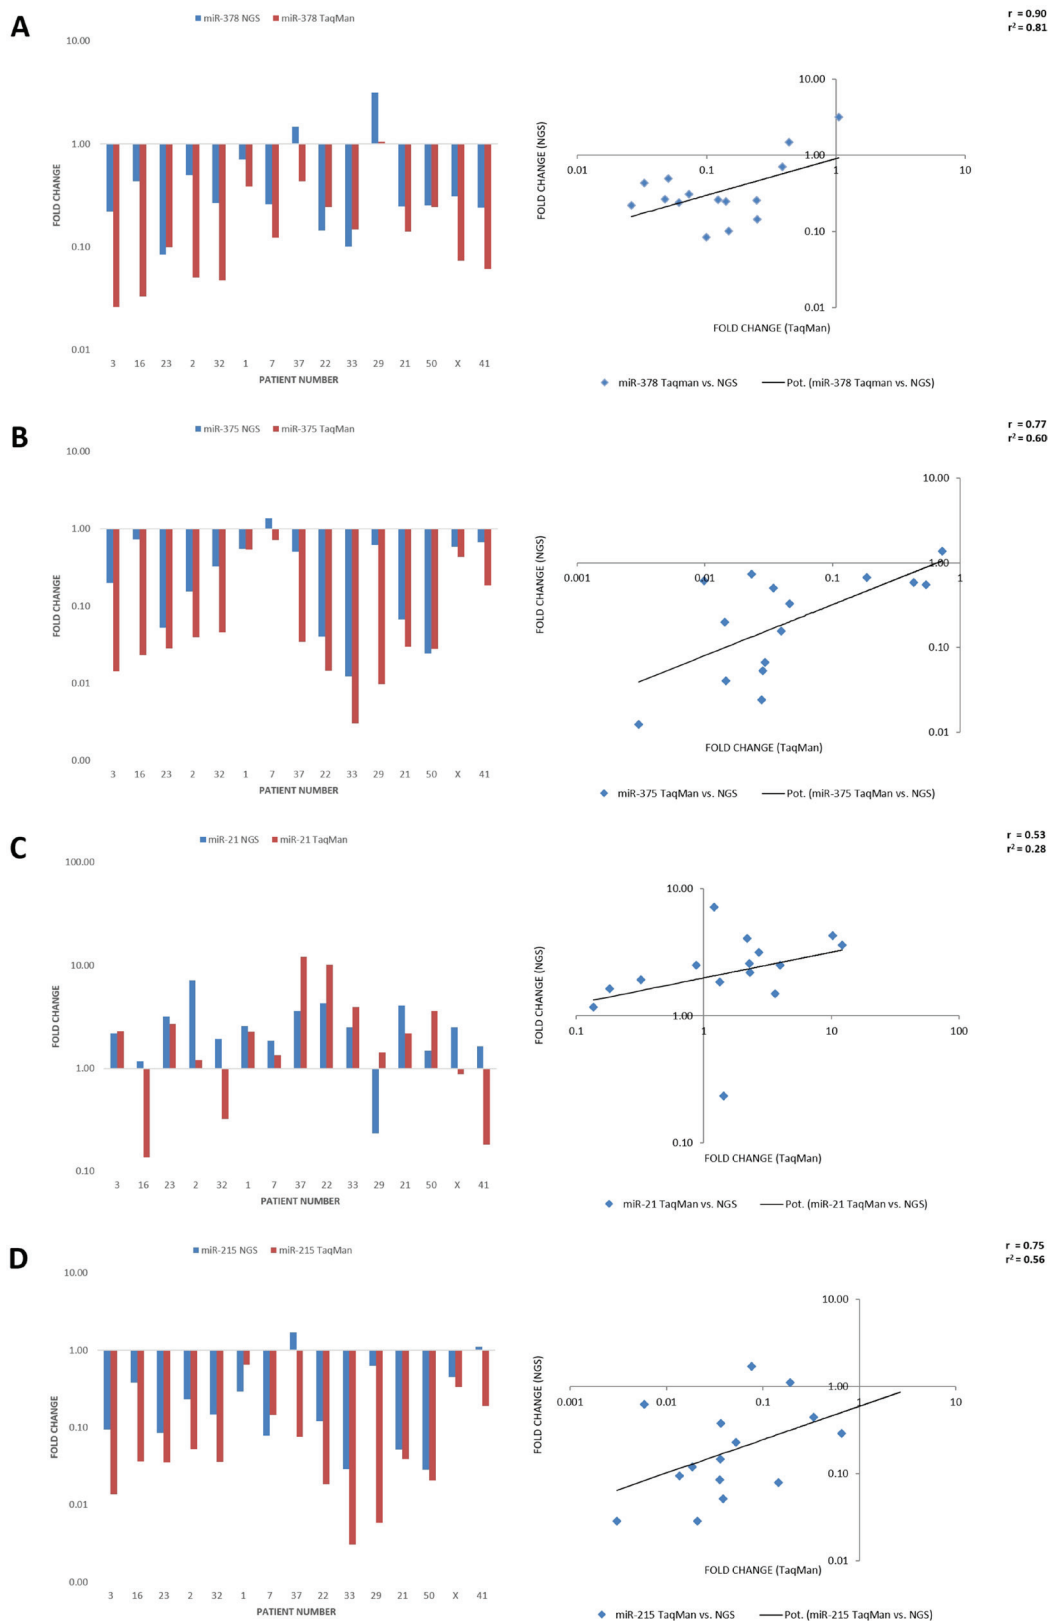 A
miR-378 NGS miR-378 TaqMan
r = 0.90
r² = 0.81
10.00
1.00
0.10
0.01
FOLD CHANGE
3 16 23 2 32 1 7 37 22 33 29 21 50 X 41
PATIENT NUMBER
10.00
1.00
0.10
0.01
FOLD CHANGE (NGS)
0.01 0.1 1 10
FOLD CHANGE (TaqMan)
miR-378 Taqman vs. NGS Pot. (miR-378 Taqman vs. NGS)
B
miR-375 NGS miR-375 TaqMan
r = 0.77
r² = 0.60
10.00
1.00
0.10
0.01
0.00
FOLD CHANGE
3 16 23 2 32 1 7 37 22 33 29 21 50 X 41
PATIENT NUMBER
10.00
1.00
0.10
0.01
FOLD CHANGE (NGS)
0.001 0.01 0.1 1
FOLD CHANGE (TaqMan)
miR-375 TaqMan vs. NGS Pot. (miR-375 TaqMan vs. NGS)
C
miR-21 NGS miR-21 TaqMan
r = 0.53
r² = 0.28
100.00
10.00
1.00
0.10
FOLD CHANGE
3 16 23 2 32 1 7 37 22 33 29 21 50 X 41
PATIENT NUMBER
10.00
1.00
0.10
FOLD CHANGE (NGS)
0.1 1 10 100
FOLD CHANGE (TaqMan)
miR-21 TaqMan vs. NGS Pot. (miR-21 TaqMan vs. NGS)
D
miR-215 NGS miR-215 TaqMan
r = 0.75
r² = 0.56
10.00
1.00
0.10
0.01
0.00
FOLD CHANGE
3 16 23 2 32 1 7 37 22 33 29 21 50 X 41
PATIENT NUMBER
10.00
1.00
0.10
0.01
FOLD CHANGE (NGS)
0.001 0.01 0.1 1 10
FOLD CHANGE (TaqMan)
miR-215 TaqMan vs. NGS Pot. (miR-215 TaqMan vs. NGS)